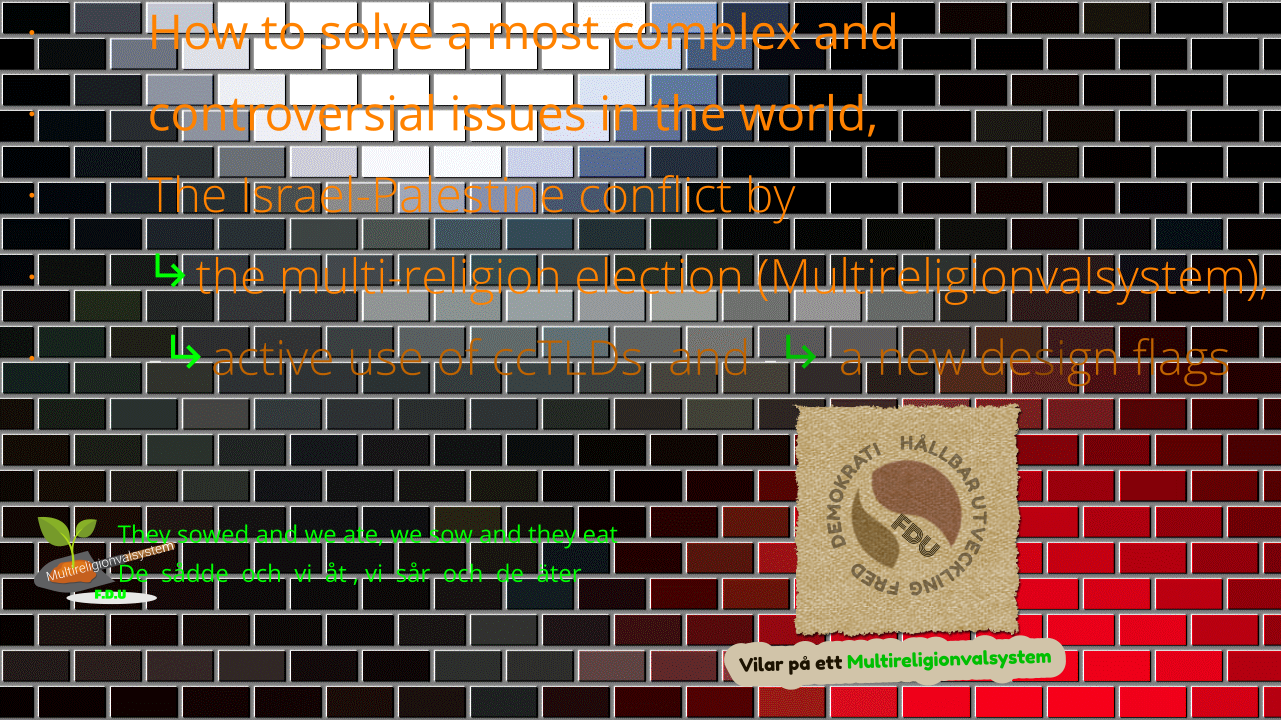 How to solve a most complex and
controversial issues in the world,
The Israel-Palestine conflict by
the multi-religion election (Multireligionvalsystem),
active use of ccTLDs and a new design flags
DEMOKRATI HÅLLBAR UTVECKLING FRED
FDU
They sowed and we ate, we sow and they eat
Multireligionvalsystem
De sådde och vi åt , vi sår och de äter
F.D.U
Vilar på ett Multireligionvalsystem